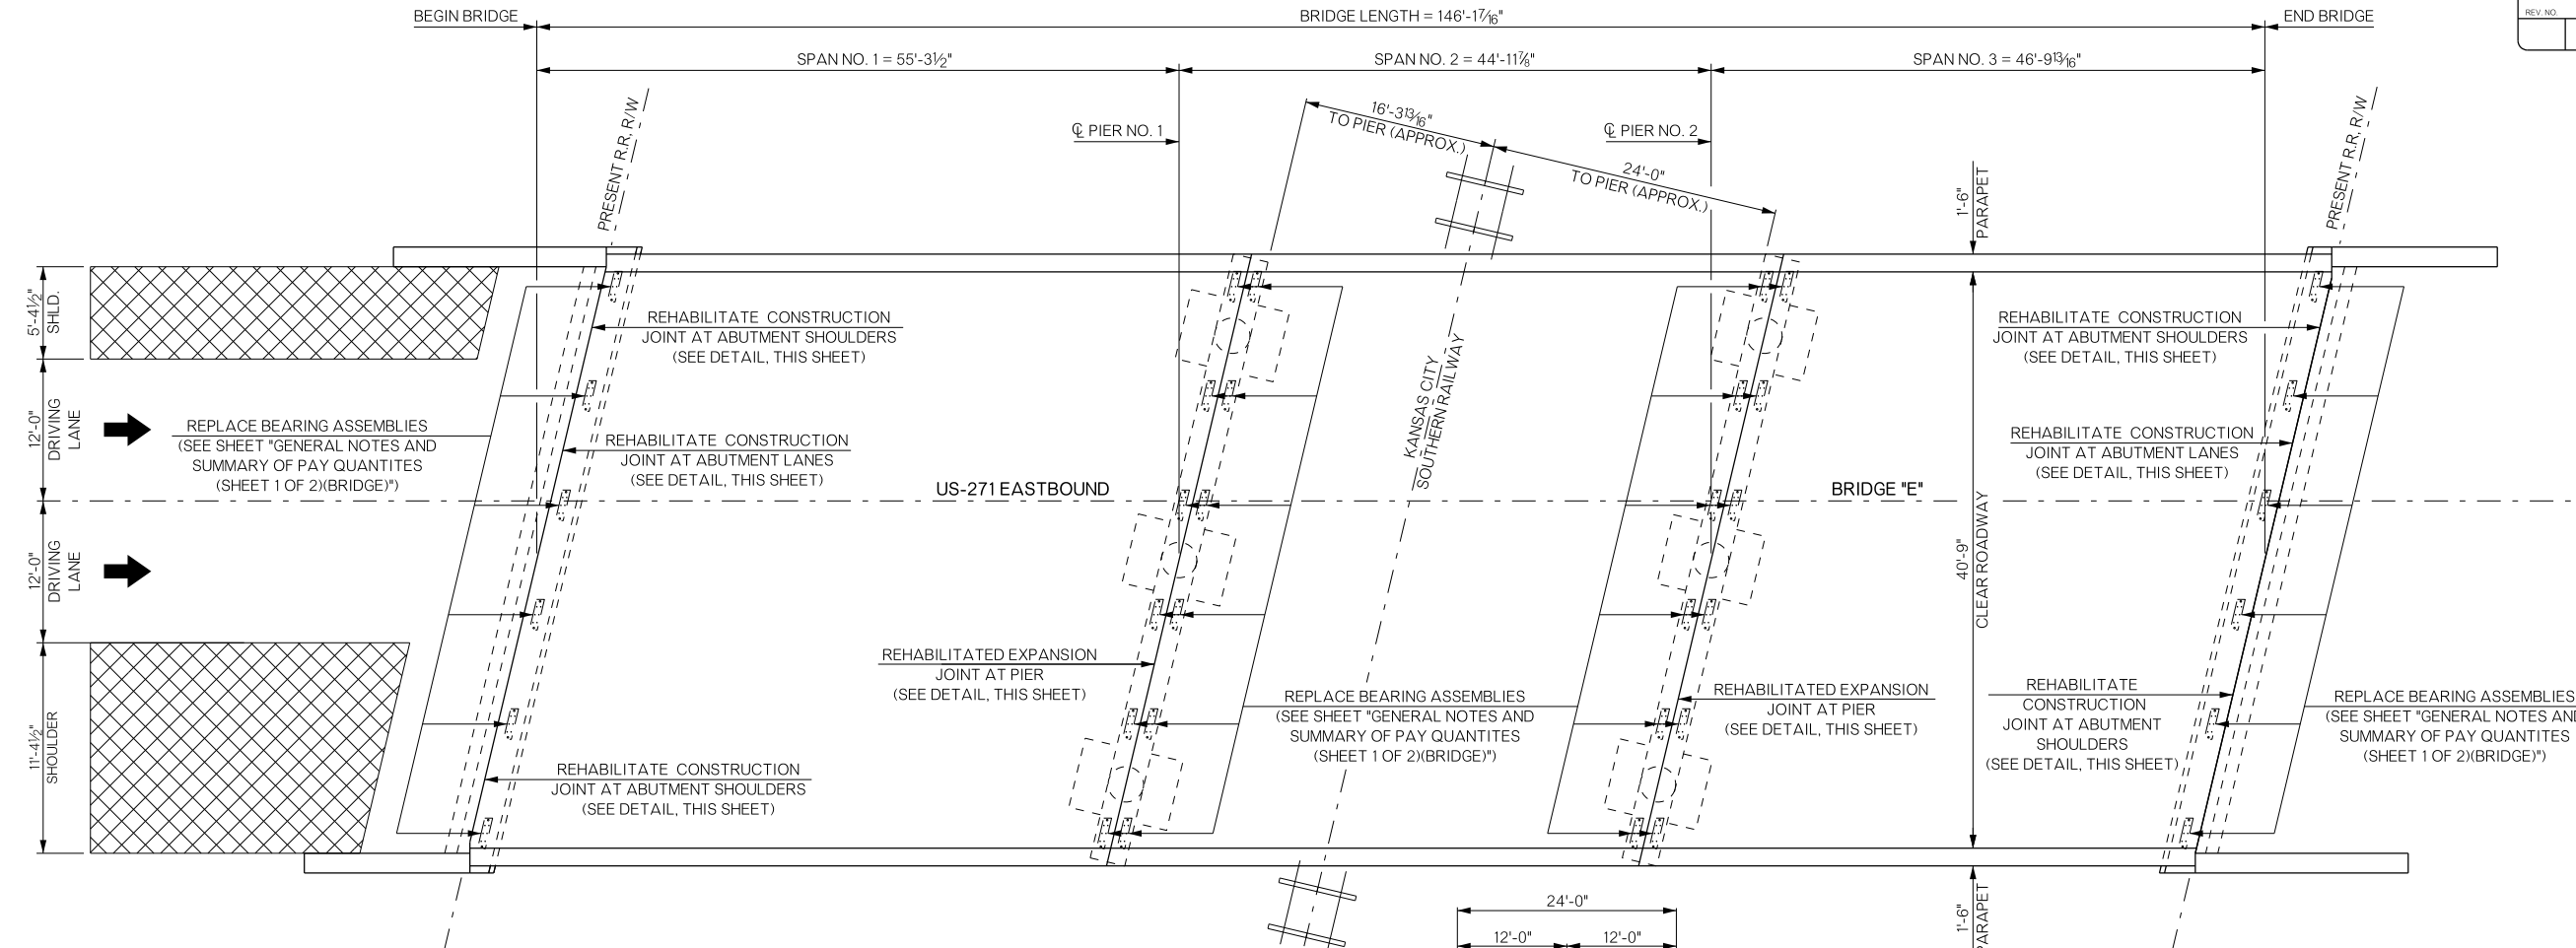 REV. NO.
BEGIN BRIDGE
BRIDGE LENGTH = 146'-1 7/16"
END BRIDGE
SPAN NO. 1 = 55'-3 1/2"
SPAN NO. 2 = 44'-11 7/8"
SPAN NO. 3 = 46'-9 13/16"
PRESENT R.R. R/W
℄ PIER NO. 1
16'-3 13/16"
TO PIER (APPROX.)
℄ PIER NO. 2
24'-0"
TO PIER (APPROX.)
1'-6"
PARAPET
PRESENT R.R. R/W
5'-4 1/2"
SHLD.
12'-0"
DRIVING
LANE
12'-0"
DRIVING
LANE
11'-4 1/2"
SHOULDER
REPLACE BEARING ASSEMBLIES
(SEE SHEET "GENERAL NOTES AND
SUMMARY OF PAY QUANTITES
(SHEET 1 OF 2)(BRIDGE)")
REHABILITATE CONSTRUCTION
JOINT AT ABUTMENT SHOULDERS
(SEE DETAIL, THIS SHEET)
REHABILITATE CONSTRUCTION
JOINT AT ABUTMENT LANES
(SEE DETAIL, THIS SHEET)
US-271 EASTBOUND
REHABILITATE CONSTRUCTION
JOINT AT ABUTMENT SHOULDERS
(SEE DETAIL, THIS SHEET)
REHABILITATED EXPANSION
JOINT AT PIER
(SEE DETAIL, THIS SHEET)
KANSAS CITY
SOUTHERN RAILWAY
REPLACE BEARING ASSEMBLIES
(SEE SHEET "GENERAL NOTES AND
SUMMARY OF PAY QUANTITES
(SHEET 1 OF 2)(BRIDGE)")
REHABILITATED EXPANSION
JOINT AT PIER
(SEE DETAIL, THIS SHEET)
BRIDGE "E"
40'-9"
CLEAR ROADWAY
REHABILITATE CONSTRUCTION
JOINT AT ABUTMENT SHOULDERS
(SEE DETAIL, THIS SHEET)
REHABILITATE CONSTRUCTION
JOINT AT ABUTMENT LANES
(SEE DETAIL, THIS SHEET)
REHABILITATE
CONSTRUCTION
JOINT AT ABUTMENT
SHOULDERS
(SEE DETAIL, THIS SHEET)
REPLACE BEARING ASSEMBLIES
(SEE SHEET "GENERAL NOTES AN
SUMMARY OF PAY QUANTITES
(SHEET 1 OF 2)(BRIDGE)")
24'-0"
12'-0"
12'-0"
1'-6"
PARAPET